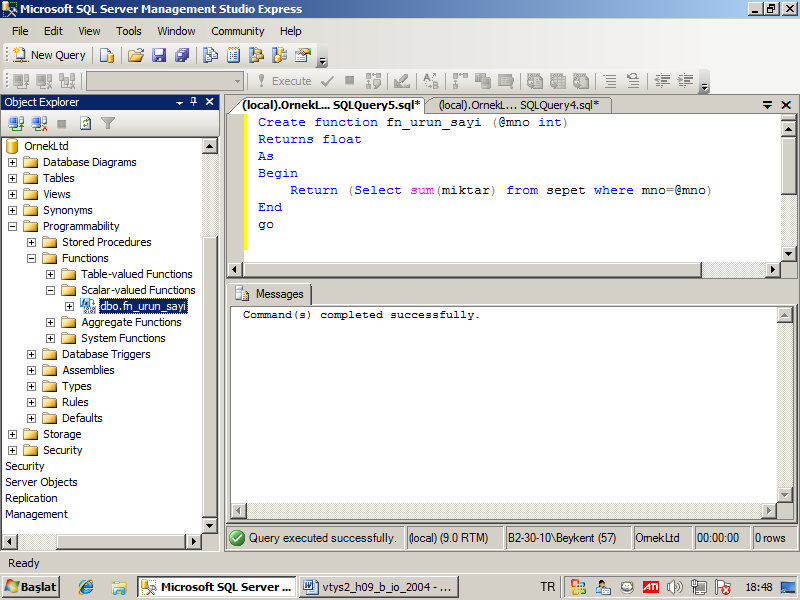 Microsoft SQL Server Management Studio Express
File Edit View Tools Window Community Help
New Query
Execute
Object Explorer
OrnekLtd
Database Diagrams
Tables
Views
Synonyms
Programmability
Stored Procedures
Functions
Table-valued Functions
Scalar-valued Functions
dbo.fn_urun_sayi
Aggregate Functions
System Functions
Database Triggers
Assemblies
Types
Rules
Defaults
Storage
Security
Security
Server Objects
Replication
Management
(local).OrnekL... SQLQuery5.sql* (local).OrnekL... SQLQuery4.sql*
Create function fn_urun_sayi (@mno int)
Returns float
As
Begin
Return (Select sum(miktar) from sepet where mno=@mno)
End
go
Messages
Command(s) completed successfully.
Query executed successfully. (local) (9.0 RTM) B2-30-10\Beykent (57) OrnekLtd 00:00:00 0 rows
Ready
Başlat Microsoft SQL Server ... vtys2_h09_b_io_2004 - ... TR ATI 18:48